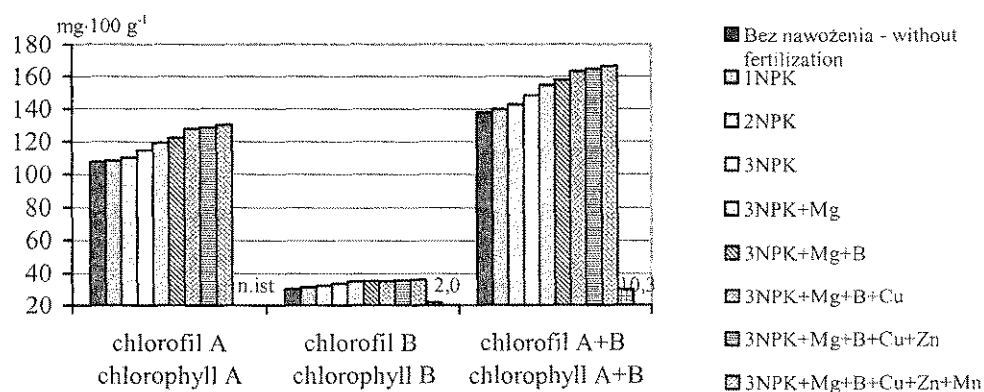 mg·100 g-1
180
160
140
120
100
80
60
40
20
n.ist
2,0
10,3
chlorofil A
chlorophyll A
chlorofil B
chlorophyll B
chlorofil A+B
chlorophyll A+B
Bez nawożenia - without
fertilization
1NPK
2NPK
3NPK
3NPK+Mg
3NPK+Mg+B
3NPK+Mg+B+Cu
3NPK+Mg+B+Cu+Zn
3NPK+Mg+B+Cu+Zn+Mn